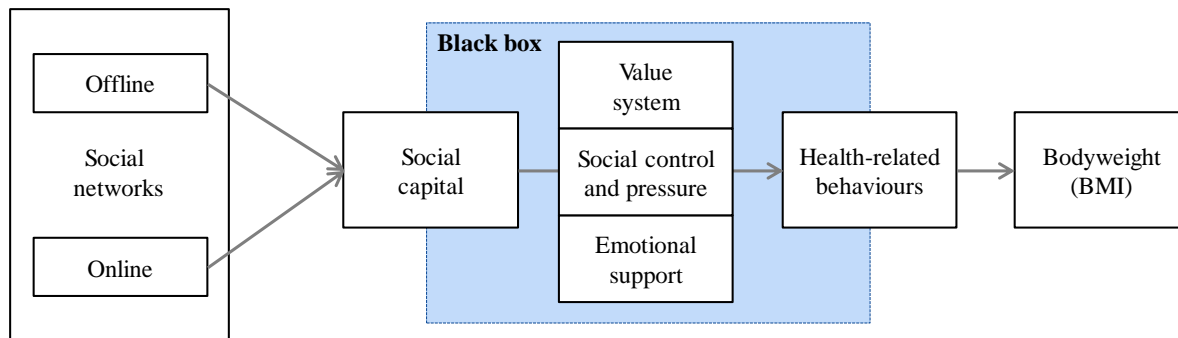 Offline
Social
networks
Online
Social
capital
Black box
Value
system
Social control
and pressure
Emotional
support
Health-related
behaviours
Bodyweight
(BMI)